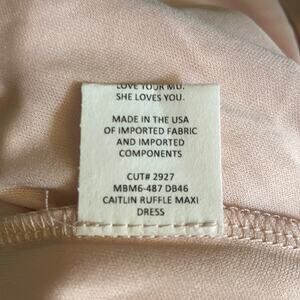 LOVE YOUR MO.
SHE LOVES YOU.
MADE IN THE USA
OF IMPORTED FABRIC
AND IMPORTED
COMPONENTS
CUT# 2927
MBM6-487 DB46
CAITLIN RUFFLE MAXI
DRESS